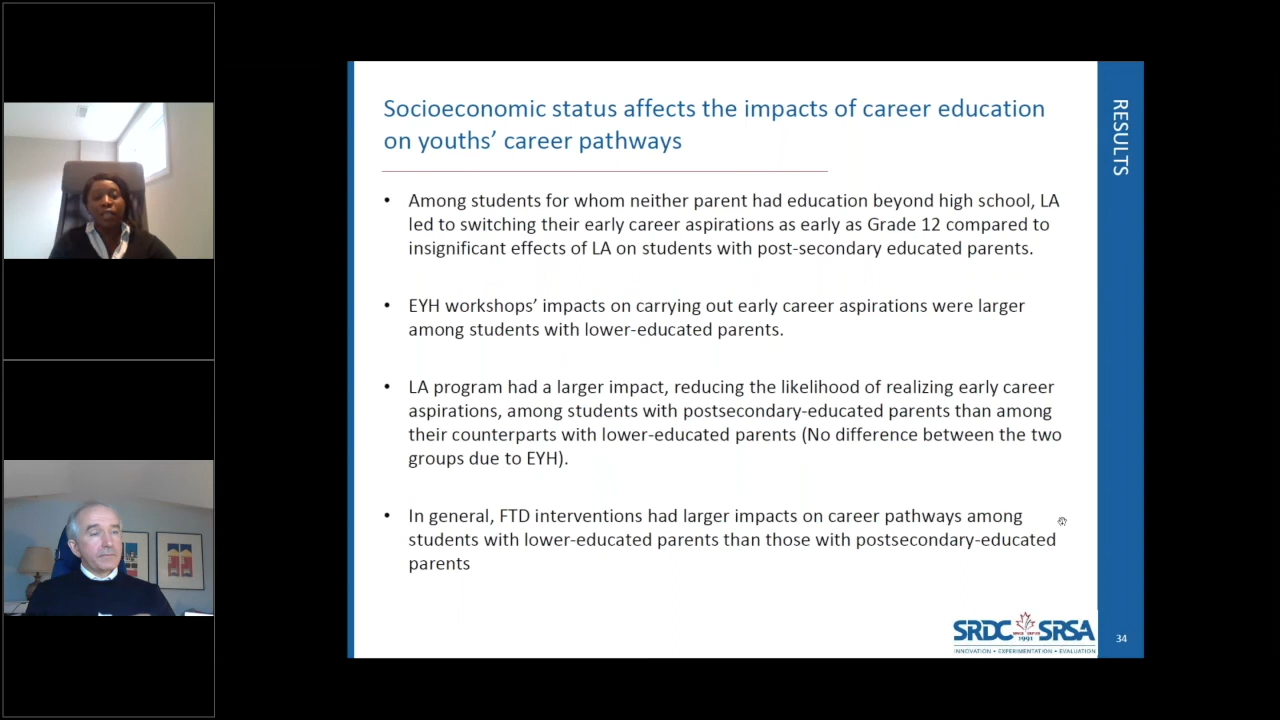 Socioeconomic status affects the impacts of career education
on youths' career pathways
RESULTS
• Among students for whom neither parent had education beyond high school, LA
led to switching their early career aspirations as early as Grade 12 compared to
insignificant effects of LA on students with post-secondary educated parents.
• EYH workshops' impacts on carrying out early career aspirations were larger
among students with lower-educated parents.
• LA program had a larger impact, reducing the likelihood of realizing early career
aspirations, among students with postsecondary-educated parents than among
their counterparts with lower-educated parents (No difference between the two
groups due to EYH).
• In general, FTD interventions had larger impacts on career pathways among
students with lower-educated parents than those with postsecondary-educated
parents
SRDC SRSA
1991
INNOVATION • EXPERIMENTATION • EVALUATION
34